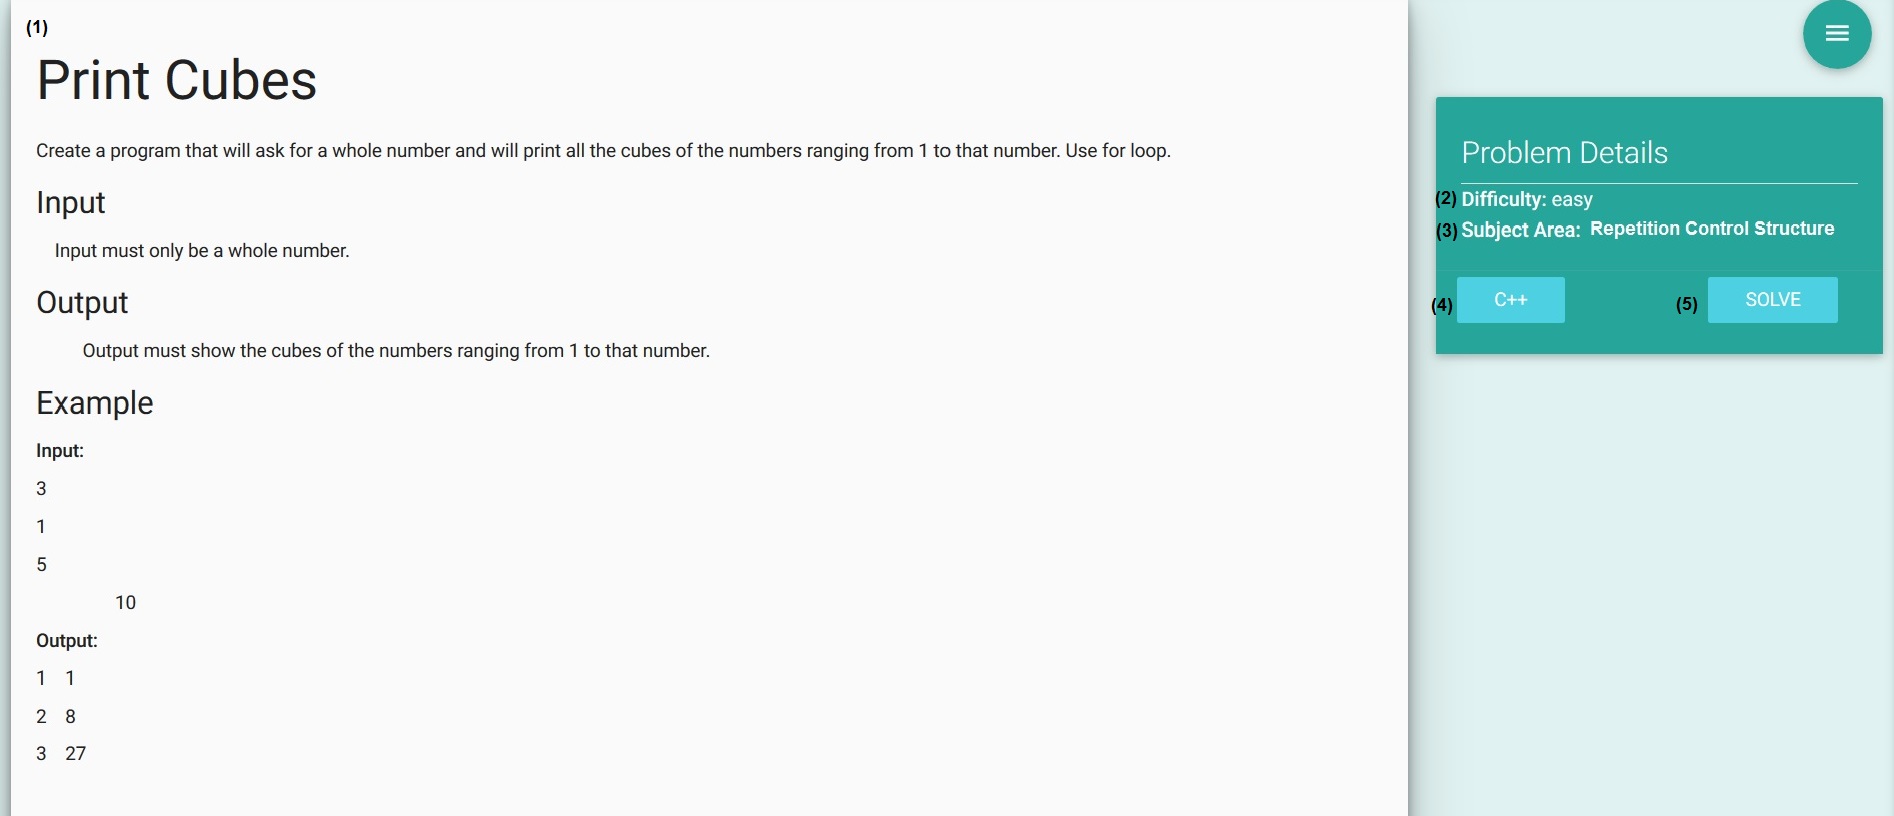 (1)
Print Cubes
Create a program that will ask for a whole number and will print all the cubes of the numbers ranging from 1 to that number. Use for loop.
Input
Input must only be a whole number.
Output
Output must show the cubes of the numbers ranging from 1 to that number.
Example
Input:
3
1
5
10
Output:
1 1
2 8
3 27
Problem Details
(2) Difficulty: easy
(3) Subject Area: Repetition Control Structure
(4) C++ (5) SOLVE